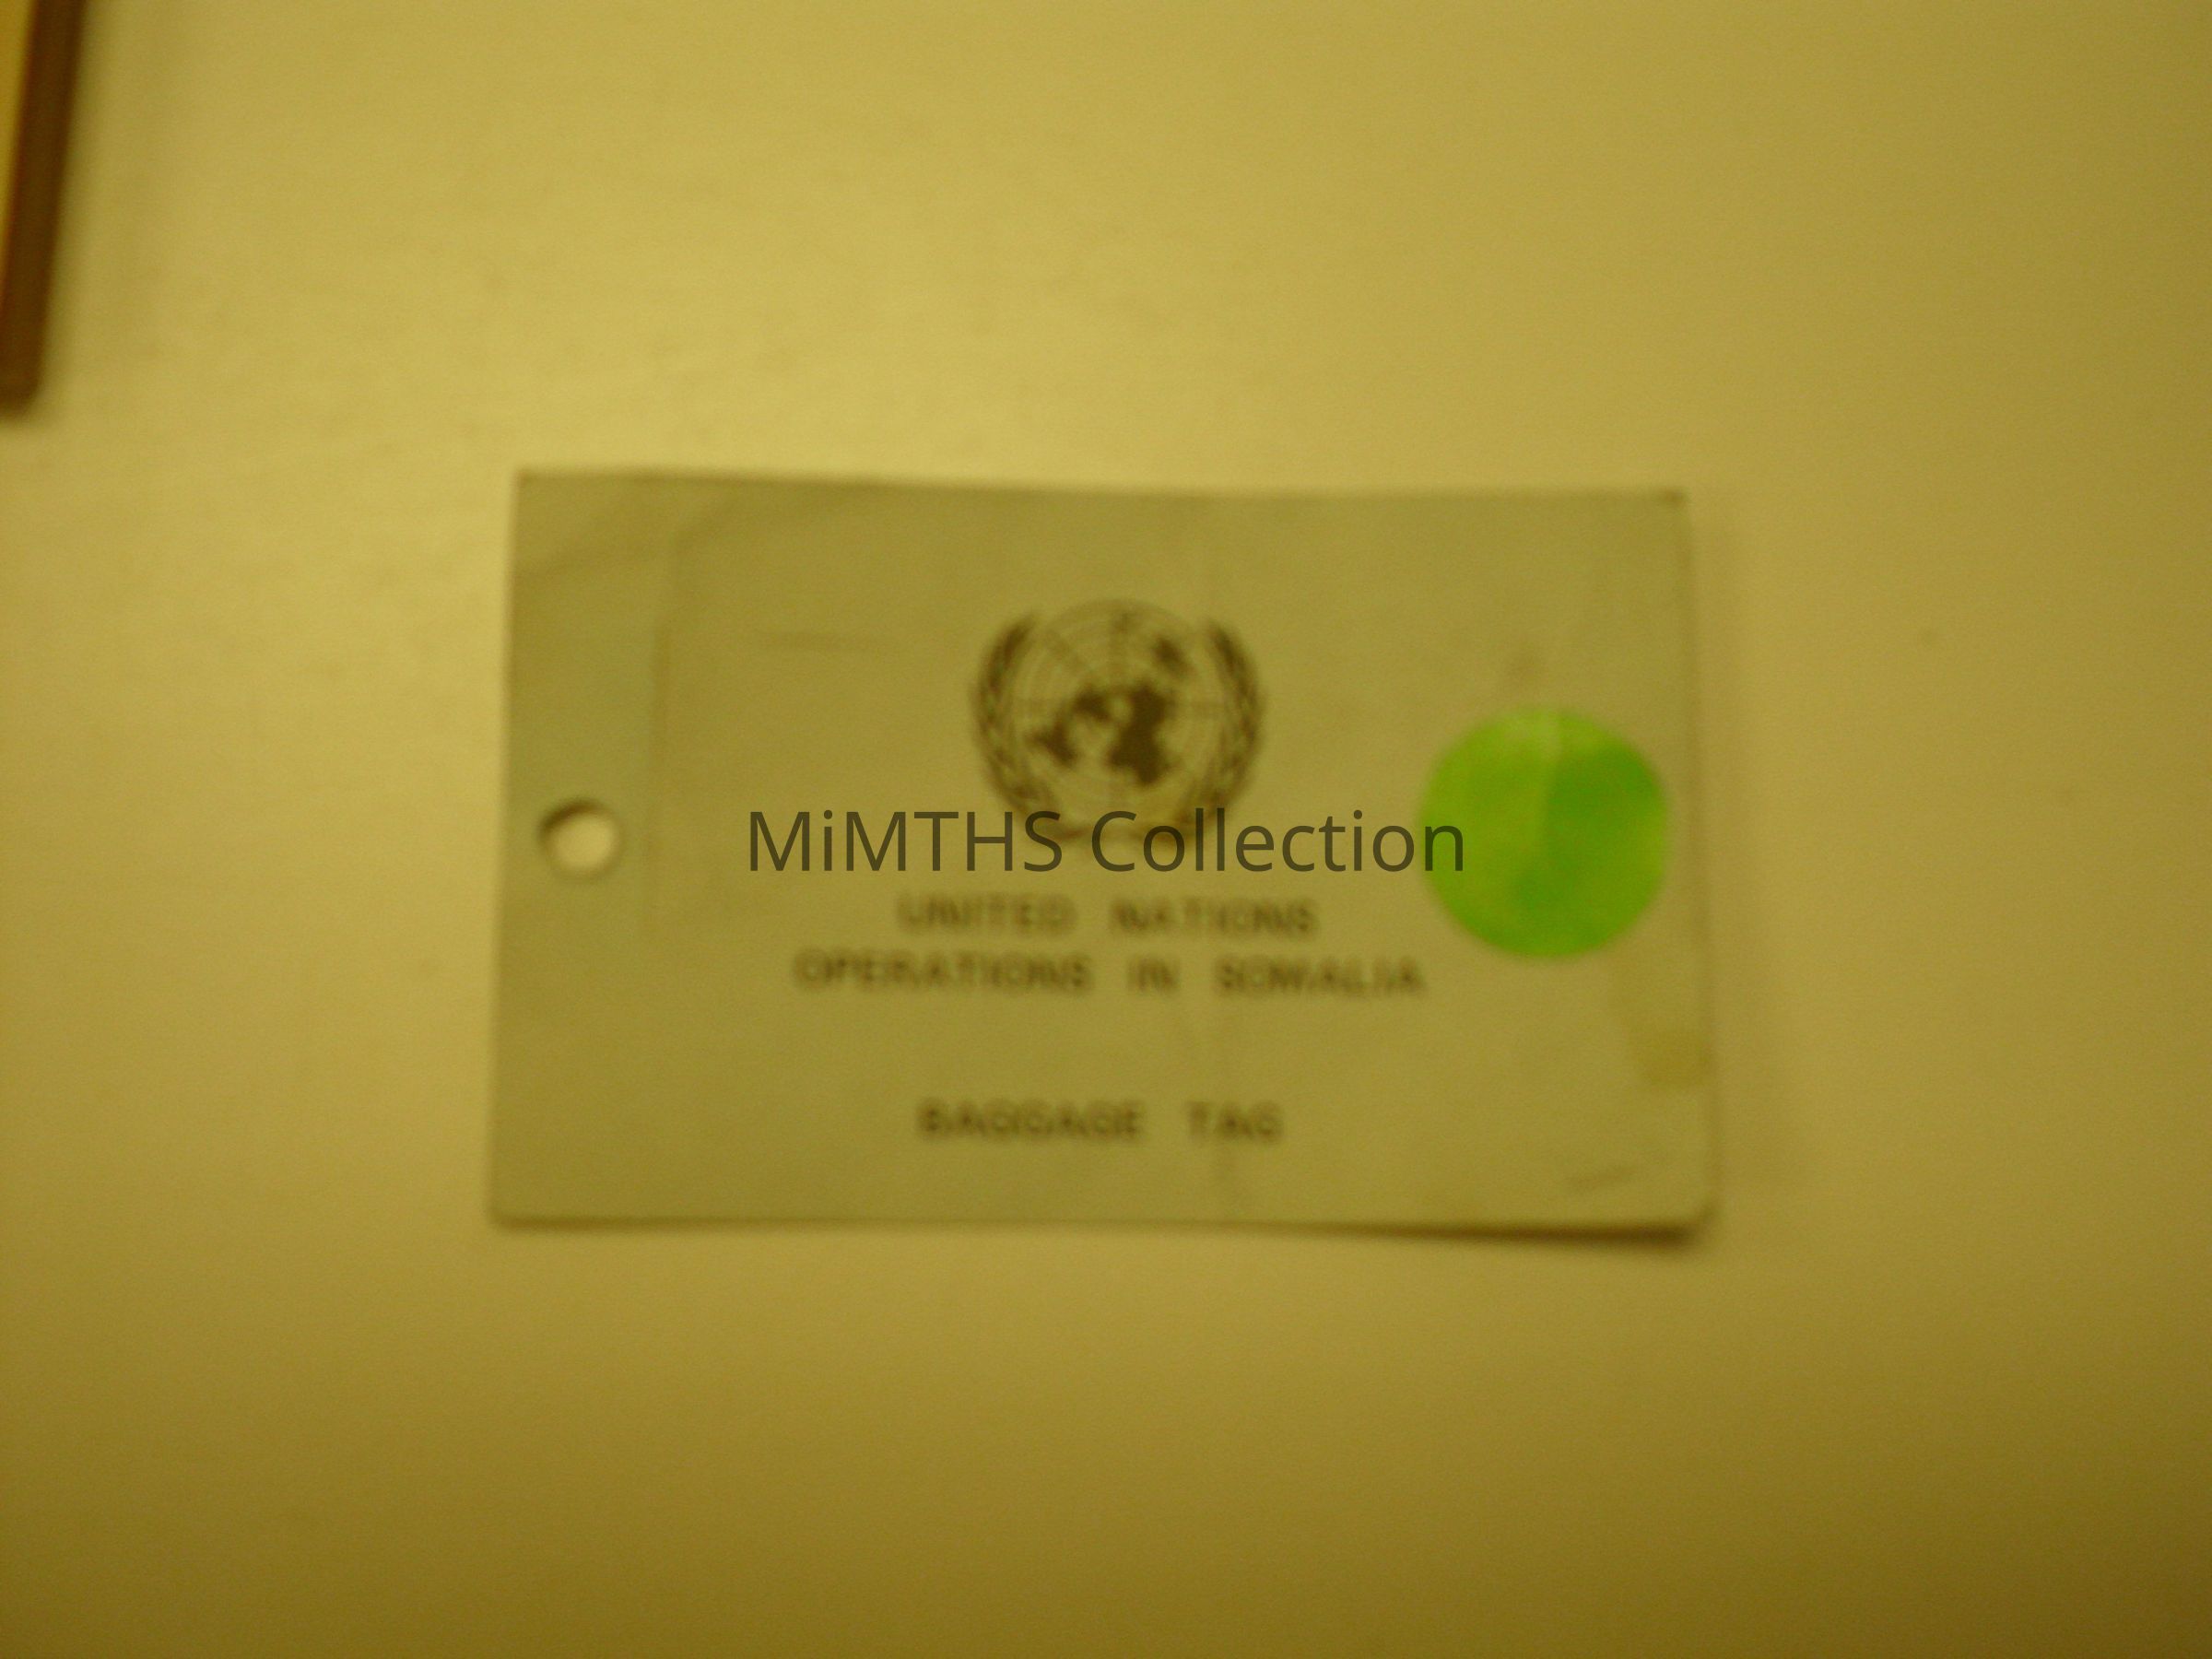 MiMTHS Collection
UNITED NATIONS
OPERATIONS IN SOMALIA
BAGGAGE TAG